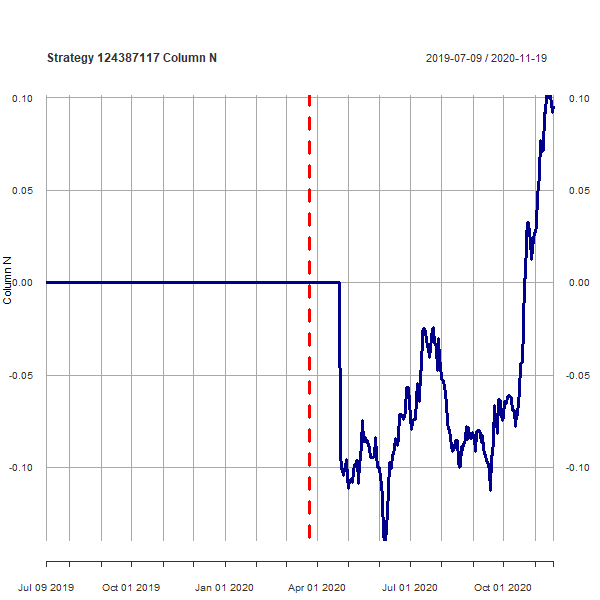 Strategy 124387117 Column N 2019-07-09 / 2020-11-19
0.10 0.10
0.05 0.05
0.00 0.00
-0.05 -0.05
-0.10 -0.10
Column N
Jul 09 2019 Oct 01 2019 Jan 01 2020 Apr 01 2020 Jul 01 2020 Oct 01 2020